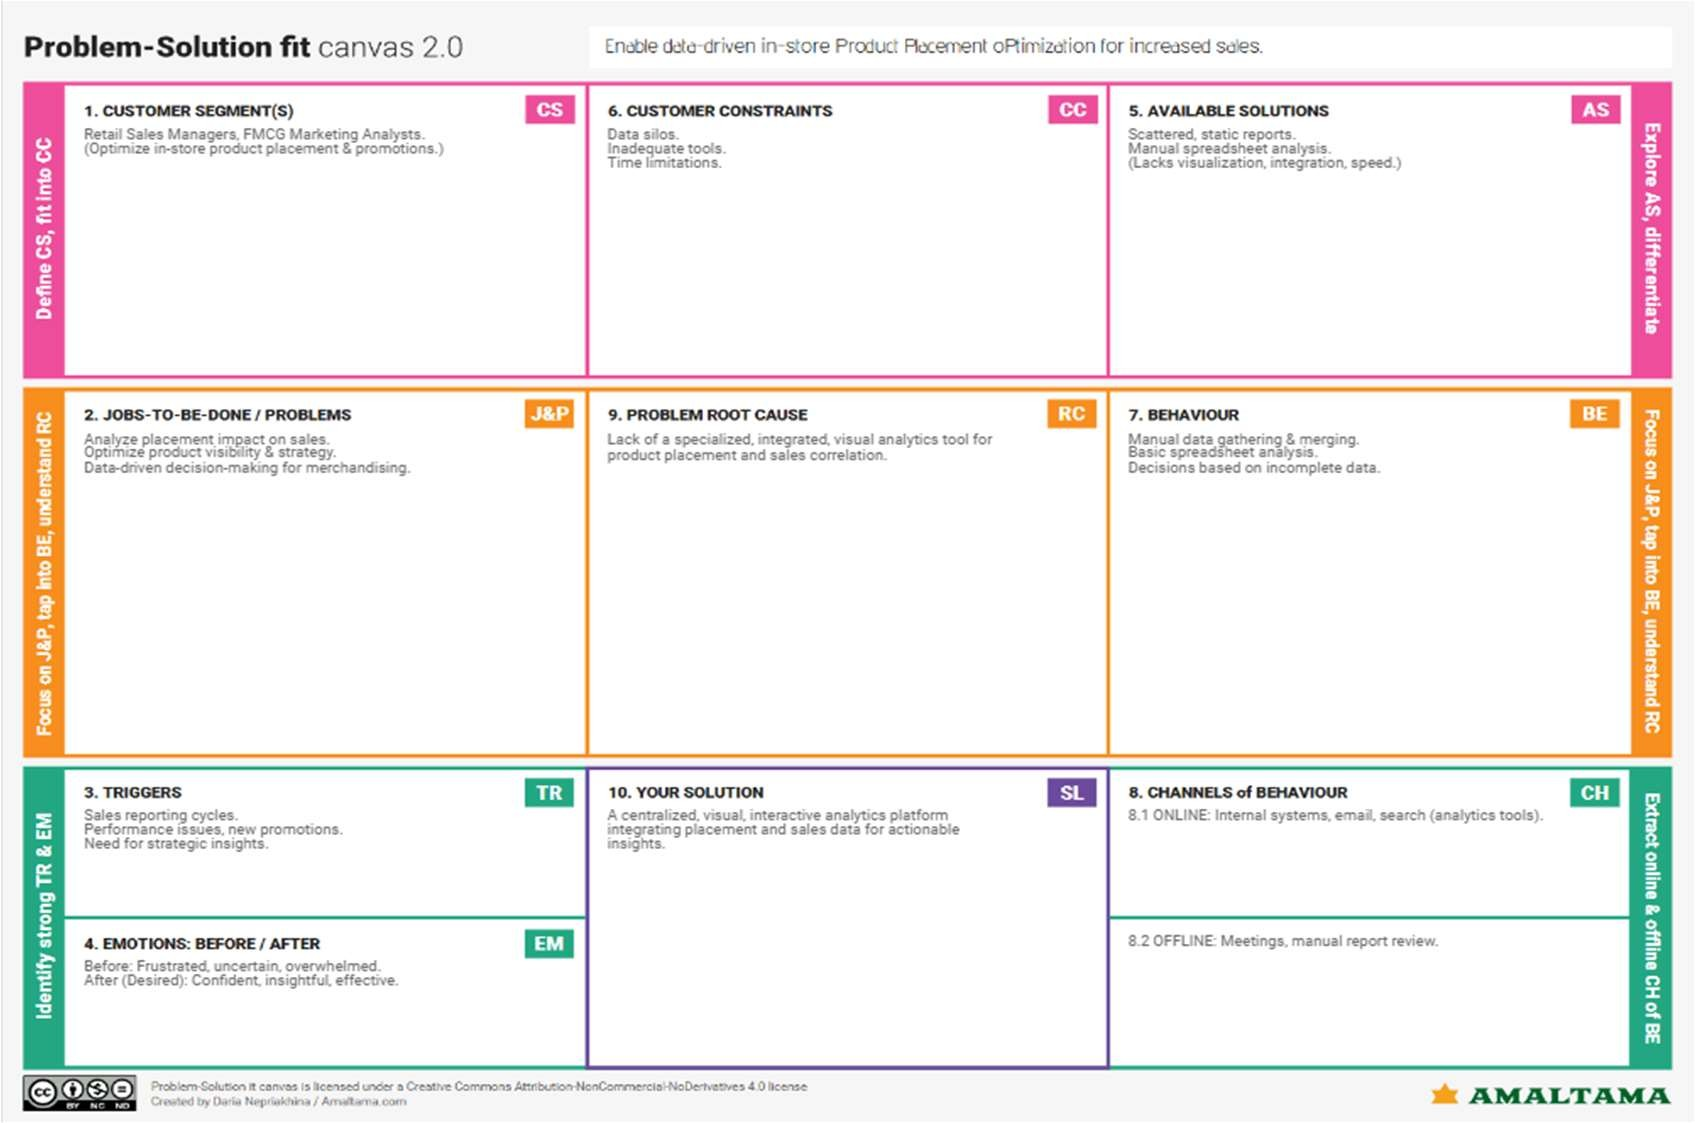 Problem-Solution fit canvas 2.0
Enable data-driven in-store Product Placement oPtimization for increased sales.
Define CS, fit into CC
1. CUSTOMER SEGMENT(S)
CS
Retail Sales Managers, FMCG Marketing Analysts.
(Optimize in-store product placement & promotions.)
6. CUSTOMER CONSTRAINTS
CC
Data silos.
Inadequate tools.
Time limitations.
5. AVAILABLE SOLUTIONS
AS
Scattered, static reports.
Manual spreadsheet analysis.
(Lacks visualization, integration, speed.)
Explore AS, differentiate
Focus on J&P, tap into BE, understand RC
2. JOBS-TO-BE-DONE / PROBLEMS
J&P
Analyze placement impact on sales.
Optimize product visibility & strategy.
Data-driven decision-making for merchandising.
9. PROBLEM ROOT CAUSE
RC
Lack of a specialized, integrated, visual analytics tool for
product placement and sales correlation.
7. BEHAVIOUR
BE
Manual data gathering & merging.
Basic spreadsheet analysis.
Decisions based on incomplete data.
Focus on J&P, tap into BE, understand RC
Identify strong TR & EM
3. TRIGGERS
TR
Sales reporting cycles.
Performance issues, new promotions.
Need for strategic insights.
4. EMOTIONS: BEFORE / AFTER
EM
Before: Frustrated, uncertain, overwhelmed.
After (Desired): Confident, insightful, effective.
10. YOUR SOLUTION
SL
A centralized, visual, interactive analytics platform
integrating placement and sales data for actionable
insights.
8. CHANNELS of BEHAVIOUR
CH
8.1 ONLINE: Internal systems, email, search (analytics tools).
8.2 OFFLINE: Meetings, manual report review.
Extract online & offline CH of BE
cc
BY NC ND
Problem-Solution it canvas is licensed under a Creative Commons Attribution-NonCommercial-NoDerivatives 4.0 license
Created by Daria Nepriakhina / Amaltama.com
AMALTAMA